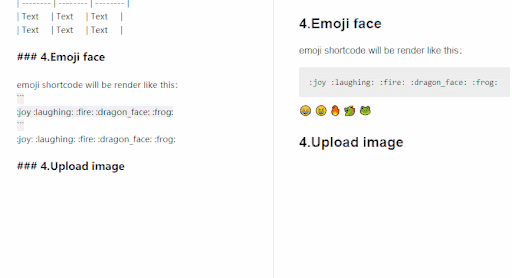 | -------- | -------- | -------- |
| Text | Text | Text |
| Text | Text | Text |
### 4.Emoji face
emoji shortcode will be render like this:
```
:joy :laughing: :fire: :dragon_face: :frog:
```
:joy: :laughing: :fire: :dragon_face: :frog:
### 4.Upload image
4.Emoji face
emoji shortcode will be render like this:
:joy :laughing: :fire: :dragon_face: :frog:
😂 😆 🔥 🐲 🐸
4.Upload image